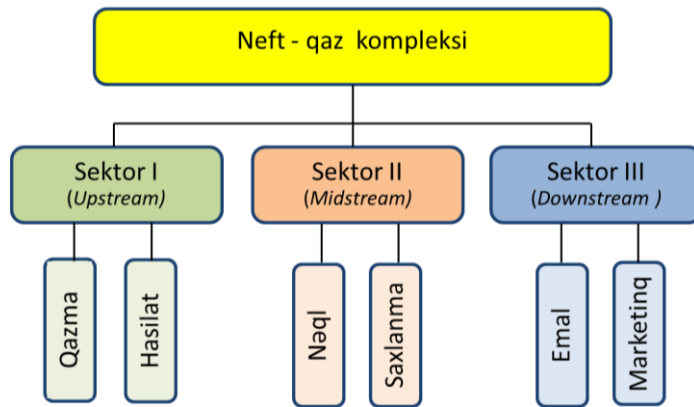 Neft - qaz kompleksi
Sektor I
(Upstream)
Sektor II
(Midstream)
Sektor III
(Downstream )
Qazma
Hasilat
Nəql
Saxlanma
Emal
Marketinq